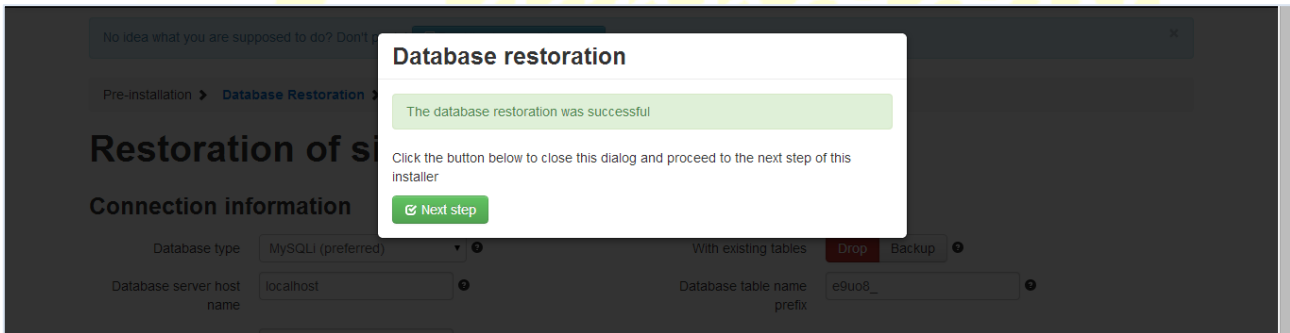 No idea what you are supposed to do? Don't p
×
Database restoration
Pre-installation > Database Restoration >
The database restoration was successful
Restoration of si
Click the button below to close this dialog and proceed to the next step of this
installer
Next step
Connection information
Database type MySQLi (preferred)
With existing tables Drop Backup
Database server host
name
localhost
Database table name
prefix
e9uo8_